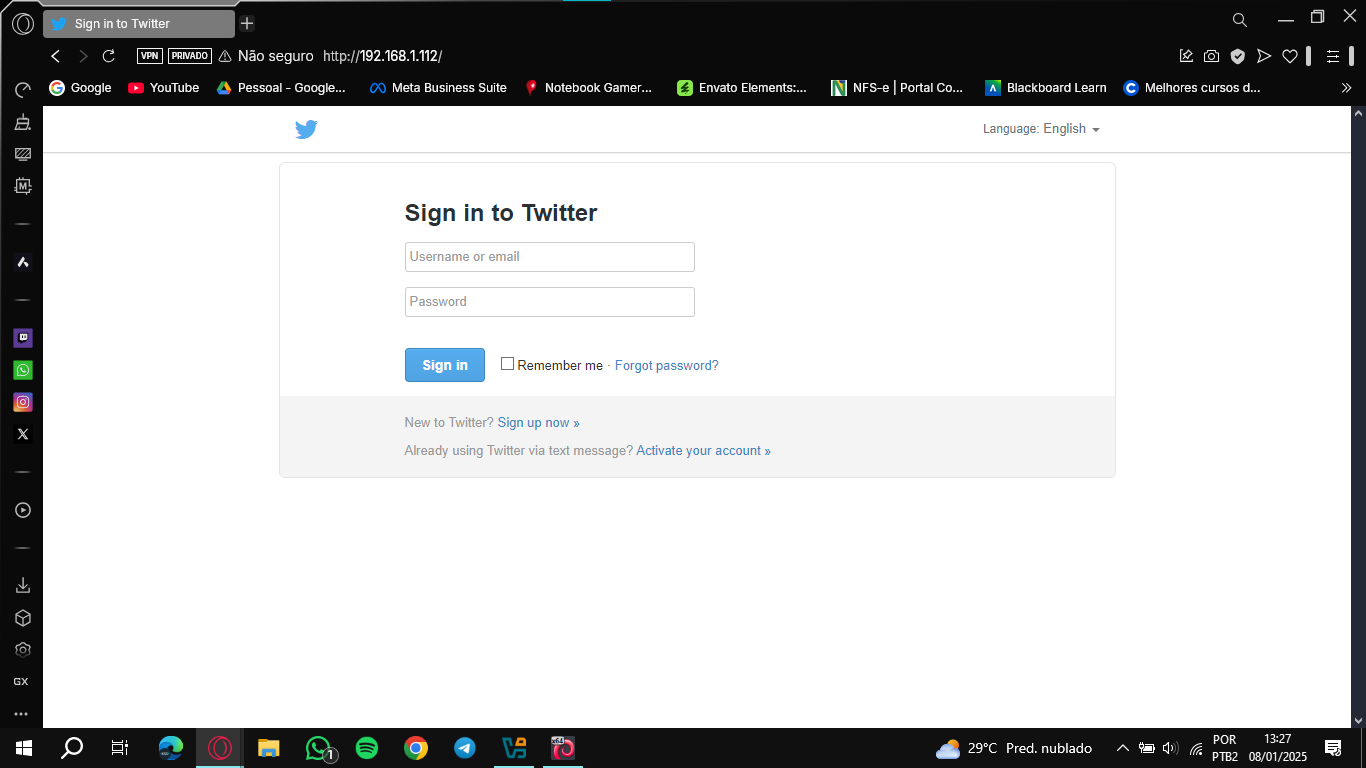 Sign in to Twitter
VPN PRIVADO Não seguro http://192.168.1.112/
Google YouTube Pessoal - Google... Meta Business Suite Notebook Gamer... Envato Elements:... NFS-e | Portal Co... Blackboard Learn Melhores cursos d...
Language: English
Sign in to Twitter
Username or email
Password
Sign in Remember me · Forgot password?
New to Twitter? Sign up now »
Already using Twitter via text message? Activate your account »
GX
1
x64
29°C Pred. nublado
POR
PTB2
13:27
08/01/2025